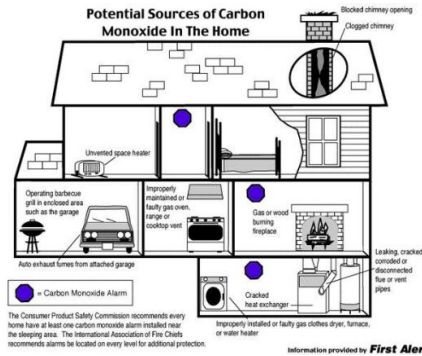 Potential Sources of Carbon
Monoxide In The Home
Blocked chimney opening
Clogged chimney
Unvented space heater
Operating barbecue
grill in enclosed area
such as the garage
Improperly
maintained or
faulty gas oven,
range or
cooktop vent
Gas or wood
burning
fireplace
Auto exhaust fumes from attached garage
Leaking, cracked
corroded or
disconnected
flue or vent
pipes
= Carbon Monoxide Alarm
Cracked
heat exchanger
The Consumer Product Safety Commission recommends every
home have at least one carbon monoxide alarm installed near
the sleeping area. The International Association of Fire Chiefs
recommends alarms be located on every level for additional protection.
Improperly installed or faulty gas clothes dryer, furnace,
or water heater
Information provided by First Aler